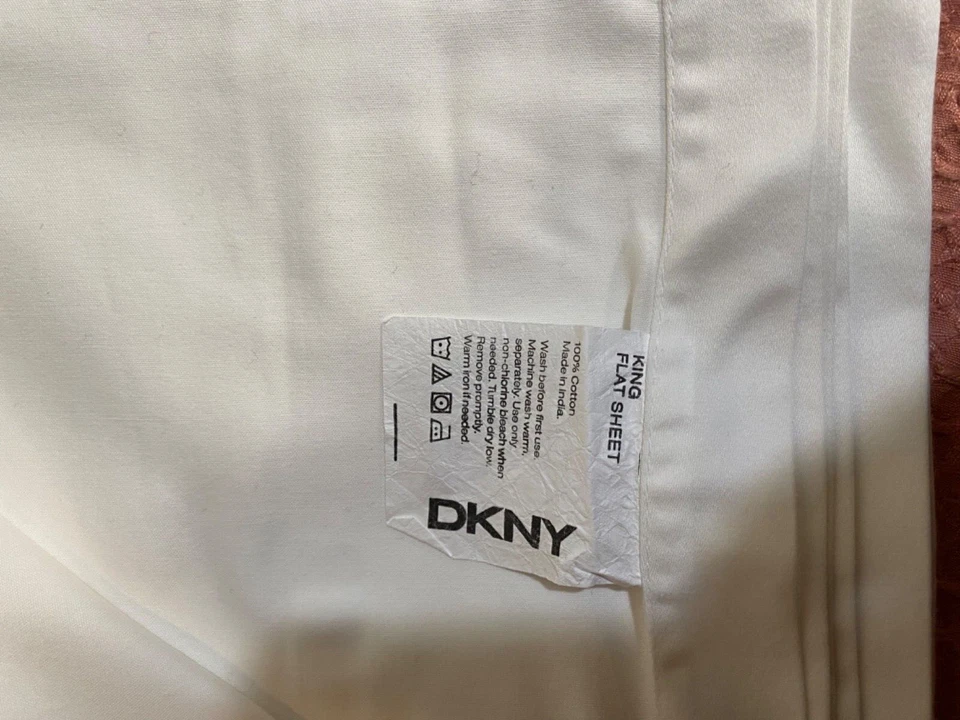 KING
FLAT SHEET
100% Cotton
Made in India.
Wash before first use.
Machine wash warm,
separately. Use only
non-chlorine bleach when
needed. Tumble dry low.
Remove promptly.
Warm iron if needed.
DKNY